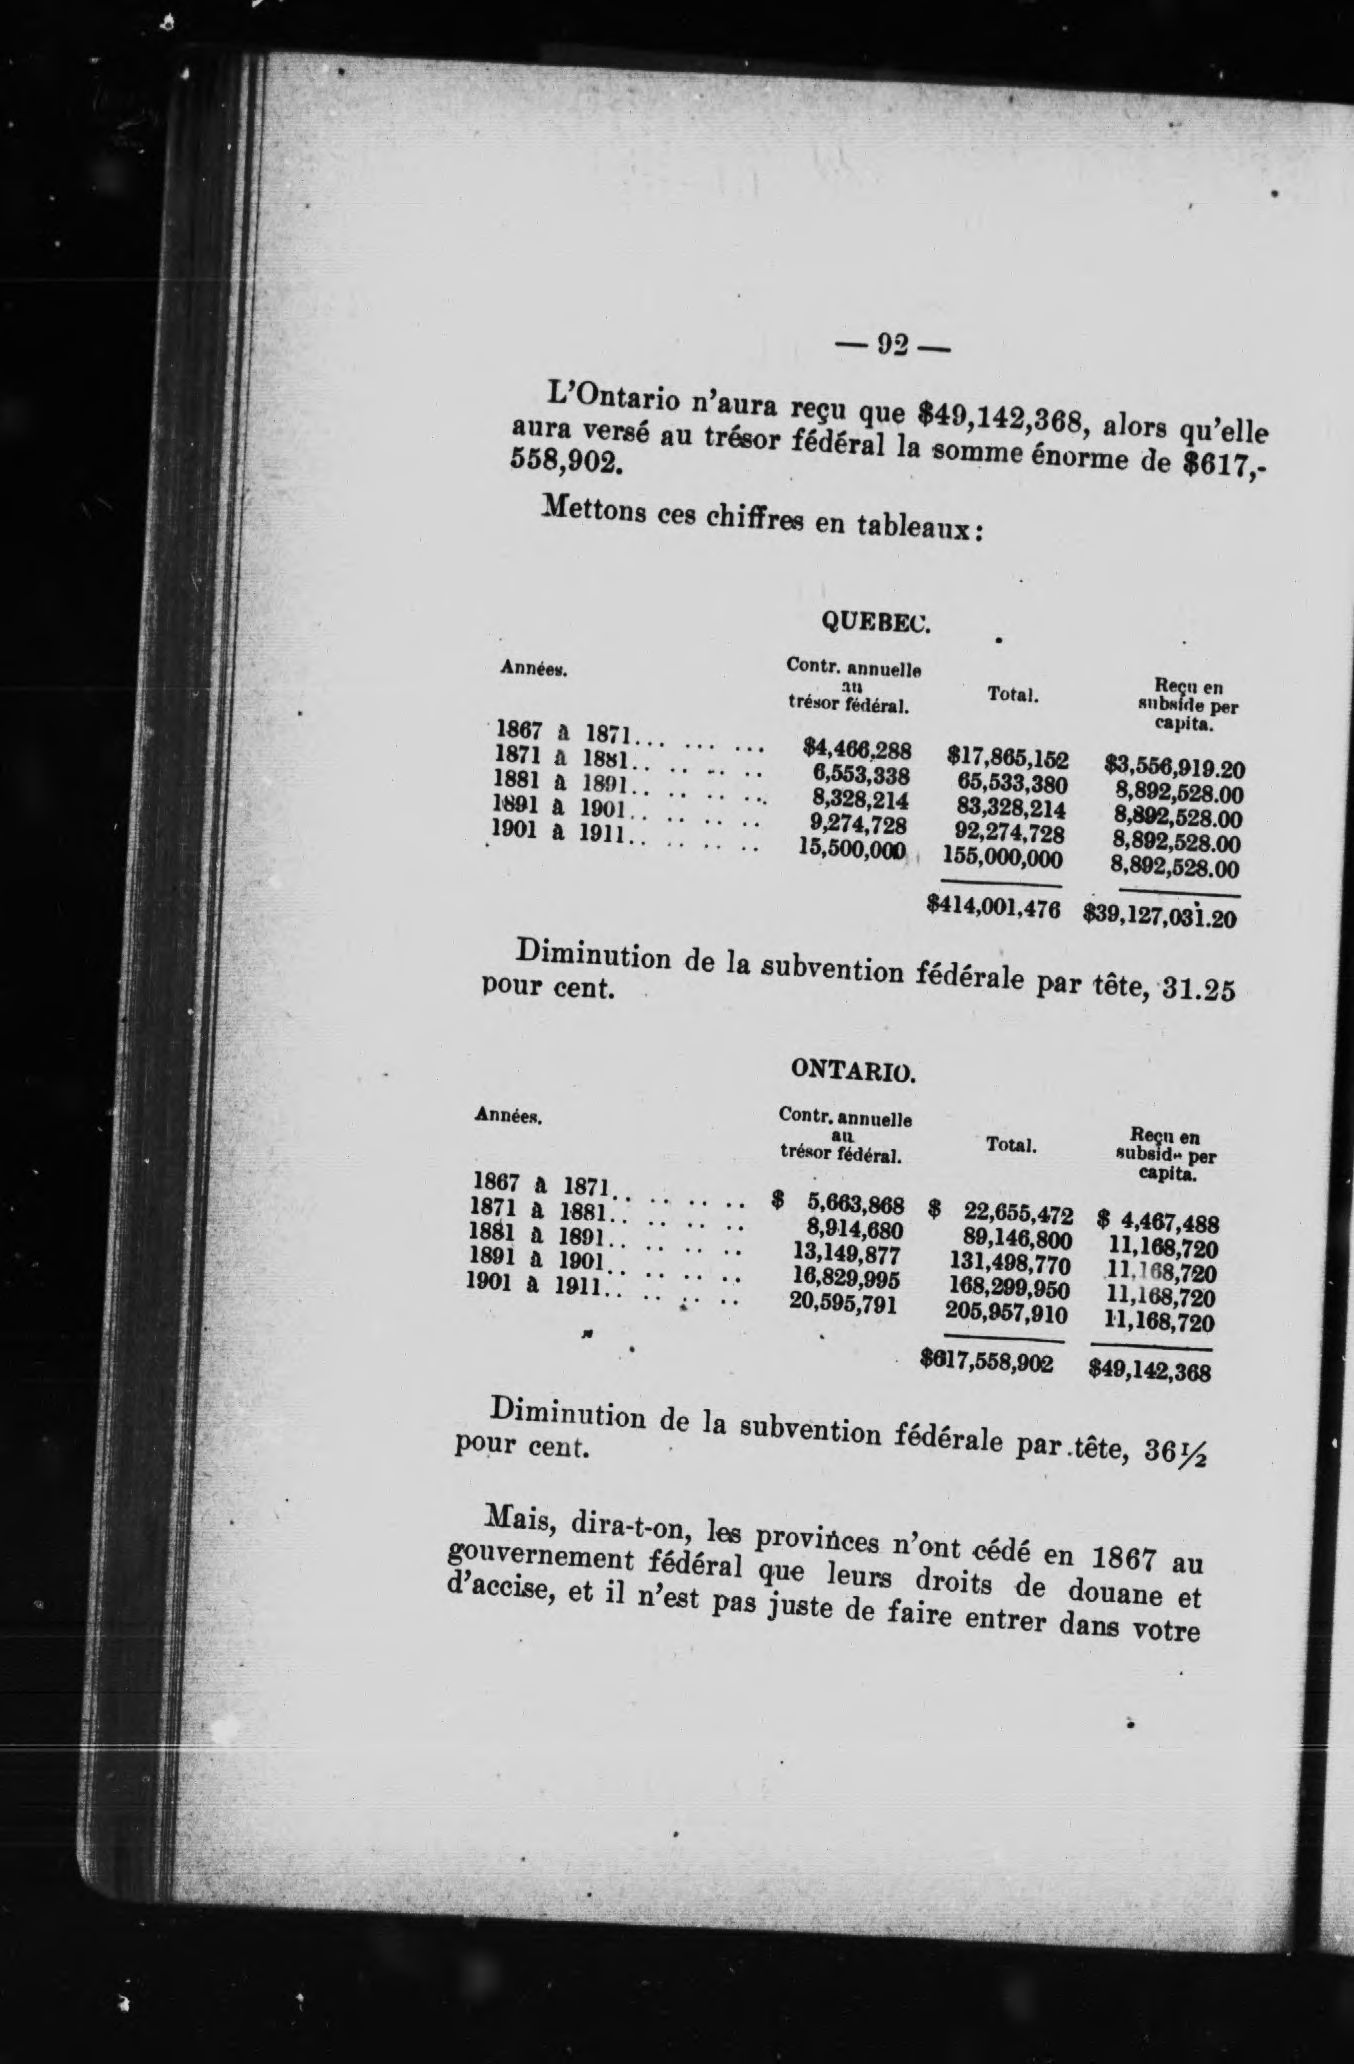 — 92 —
L'Ontario n'aura reçu que $49,142,368, alors qu'elle
aura versé au trésor fédéral la somme énorme de $617,-
558,902.
Mettons ces chiffres en tableaux:
QUEBEC.
Années. Contr. annuelle au trésor fédéral. Total. Reçu en subside per capita.
1867 à 1871... ... ... $4,466,288 $17,865,152 $3,556,919.20
1871 à 1881.. .. .. .. 6,553,338 65,533,380 8,892,528.00
1881 à 1891.. .. .. ... 8,328,214 83,328,214 8,892,528.00
1891 à 1901.. .. .. .. 9,274,728 92,274,728 8,892,528.00
1901 à 1911.. .. .. .. 15,500,000 155,000,000 8,892,528.00
$414,001,476 $39,127,031.20
Diminution de la subvention fédérale par tête, 31.25
pour cent.
ONTARIO.
Années. Contr. annuelle au trésor fédéral. Total. Reçu en subside per capita.
1867 à 1871.. .. .. .. $ 5,663,868 $ 22,655,472 $ 4,467,488
1871 à 1881.. .. .. .. 8,914,680 89,146,800 11,168,720
1881 à 1891.. .. .. .. 13,149,877 131,498,770 11,168,720
1891 à 1901.. .. .. .. 16,829,995 168,299,950 11,168,720
1901 à 1911.. .. .. .. 20,595,791 205,957,910 11,168,720
$617,558,902 $49,142,368
Diminution de la subvention fédérale par tête, 36½
pour cent.
Mais, dira-t-on, les provinces n'ont cédé en 1867 au
gouvernement fédéral que leurs droits de douane et
d'accise, et il n'est pas juste de faire entrer dans votre